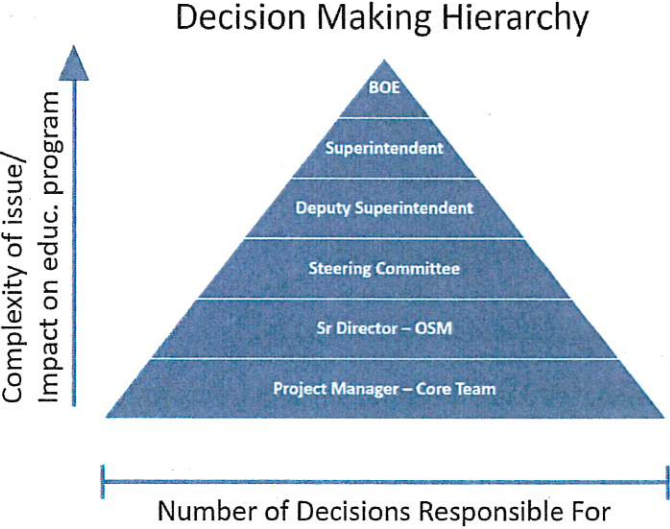 Decision Making Hierarchy
Complexity of issue/
Impact on educ. program
BOE
Superintendent
Deputy Superintendent
Steering Committee
Sr Director – OSM
Project Manager – Core Team
Number of Decisions Responsible For